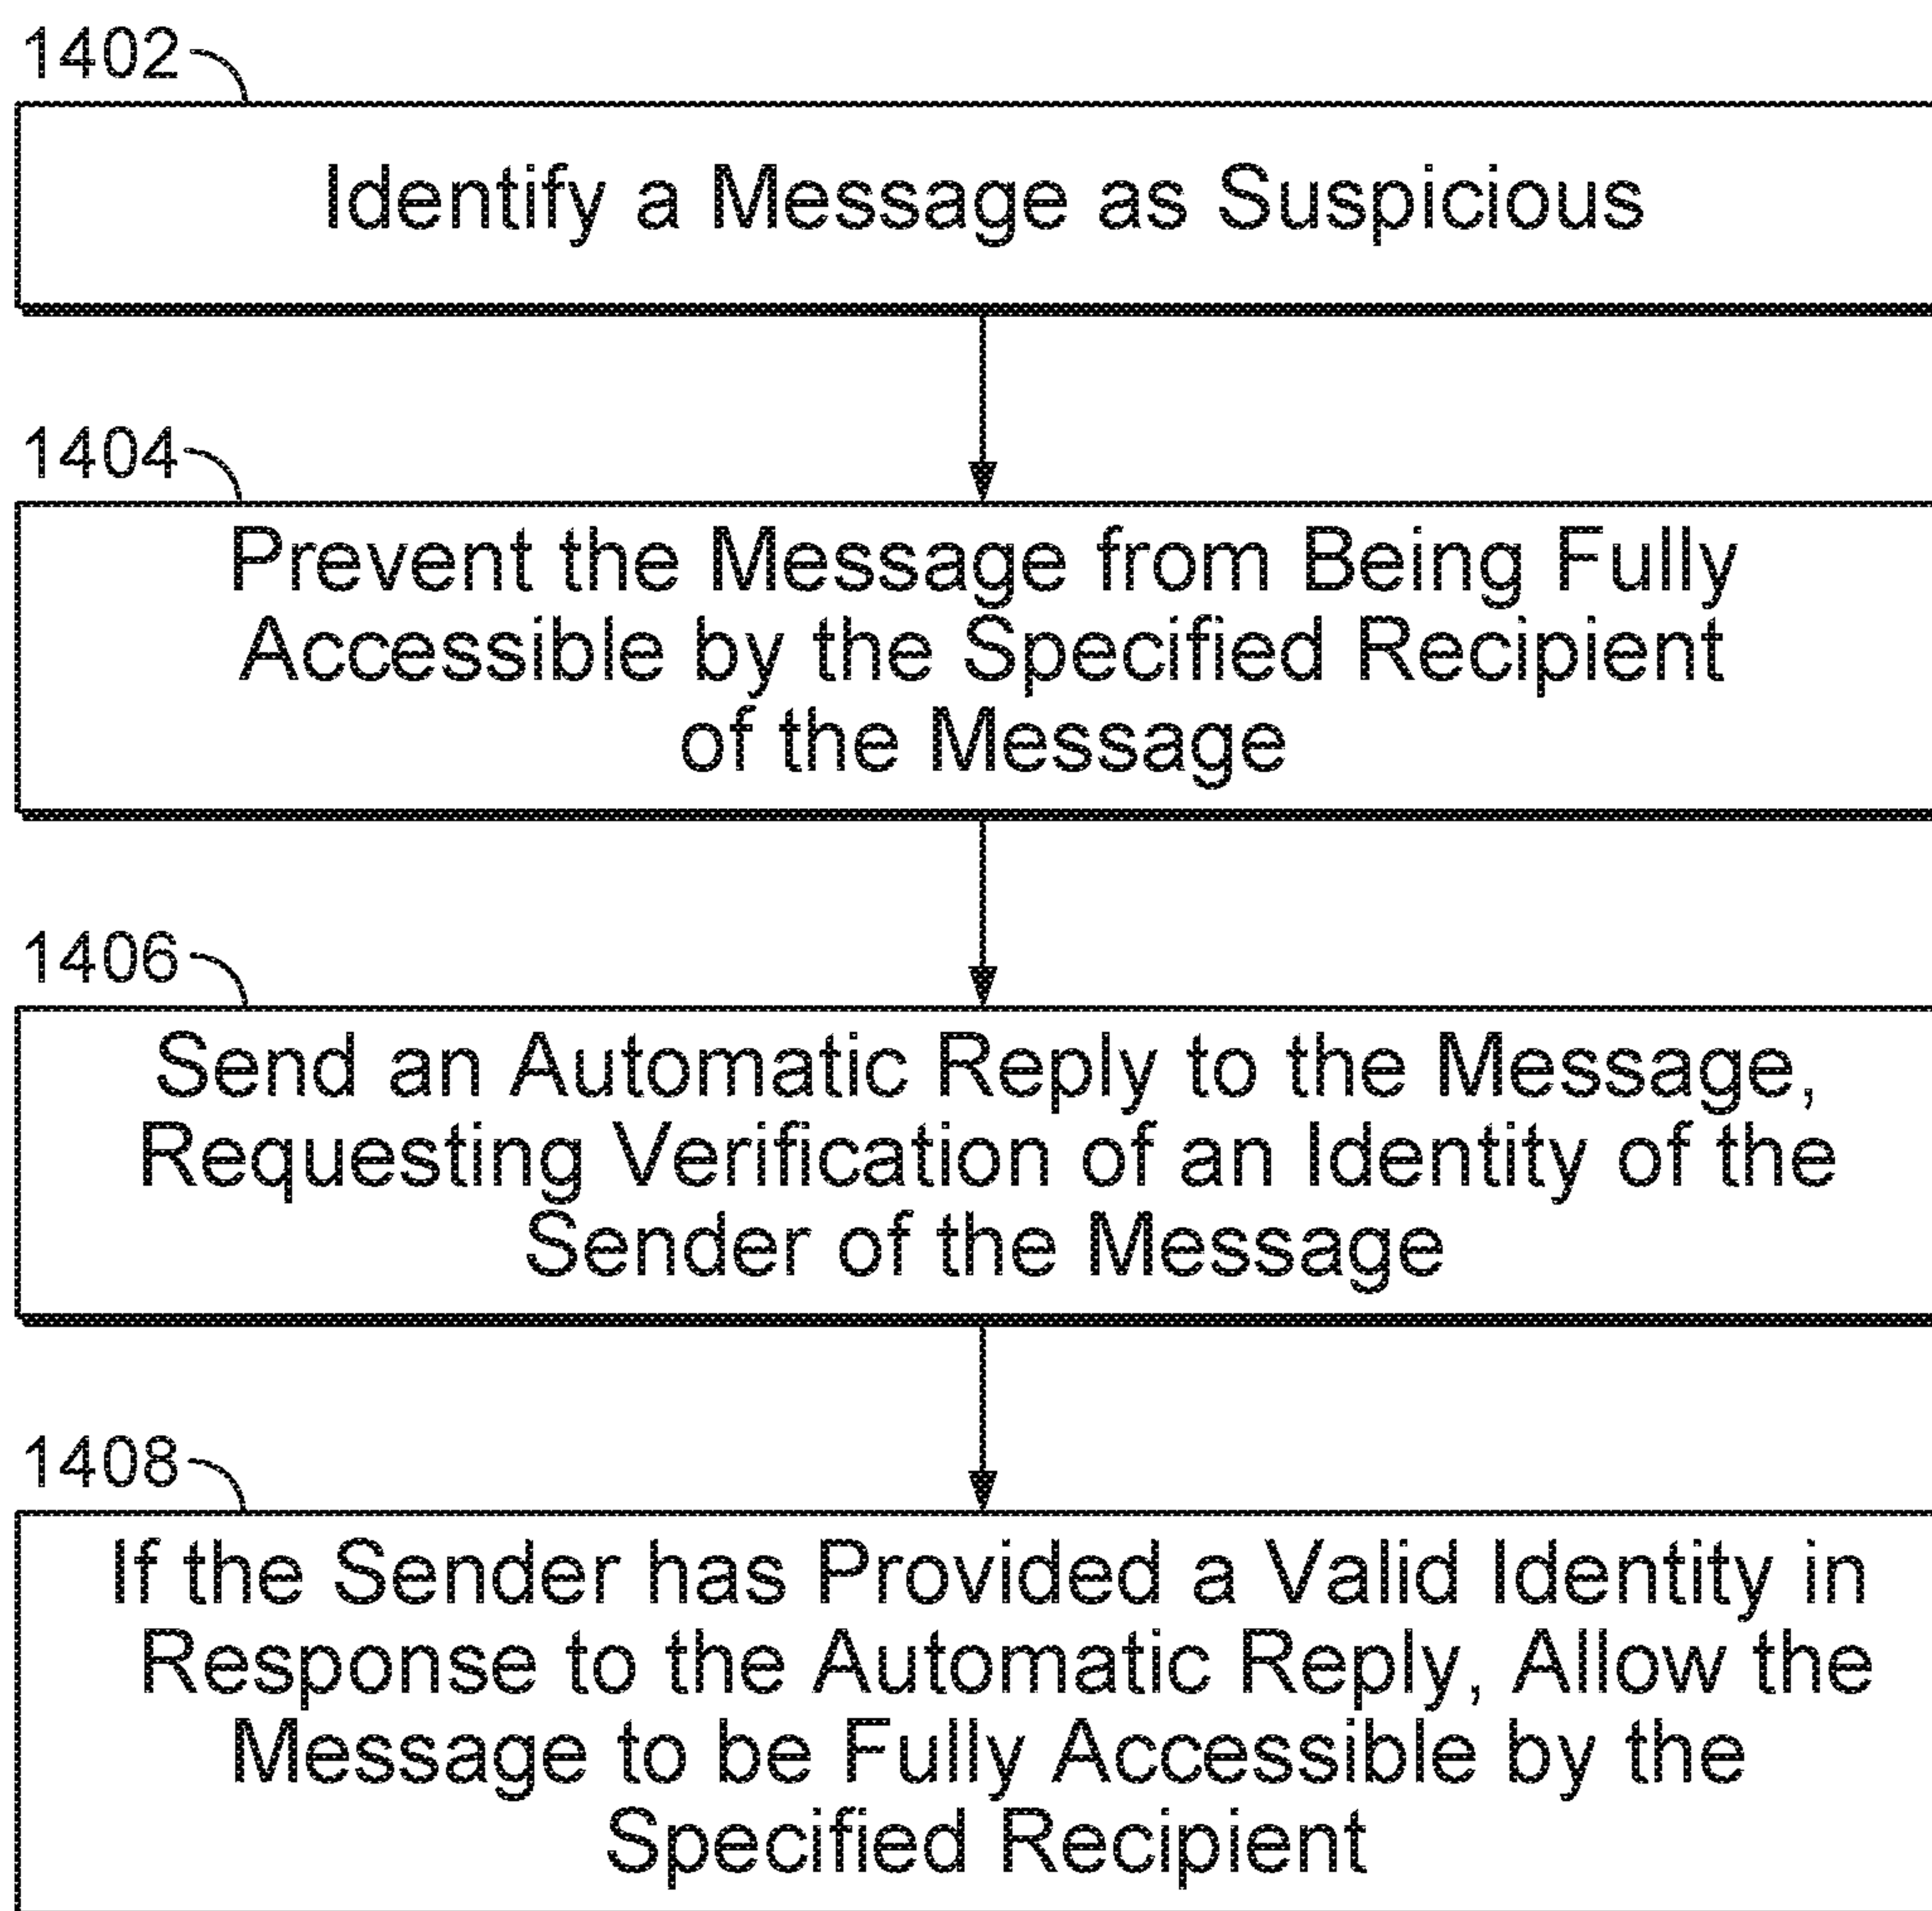 1402
Identify a Message as Suspicious
1404
Prevent the Message from Being Fully
Accessible by the Specified Recipient
of the Message
1406
Send an Automatic Reply to the Message,
Requesting Verification of an Identity of the
Sender of the Message
1408
If the Sender has Provided a Valid Identity in
Response to the Automatic Reply, Allow the
Message to be Fully Accessible by the
Specified Recipient